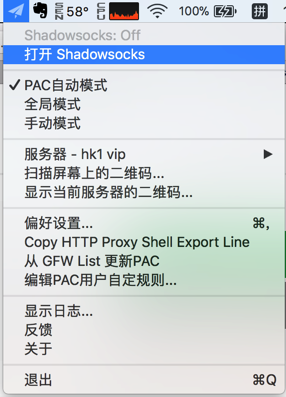 SEN 58° CPU 100% 拼
Shadowsocks: Off
打开 Shadowsocks
✓ PAC自动模式
全局模式
手动模式
服务器 - hk1 vip ▶
扫描屏幕上的二维码...
显示当前服务器的二维码...
偏好设置... ⌘,
Copy HTTP Proxy Shell Export Line
从 GFW List 更新PAC
编辑PAC用户自定规则...
显示日志...
反馈
关于
退出 ⌘Q